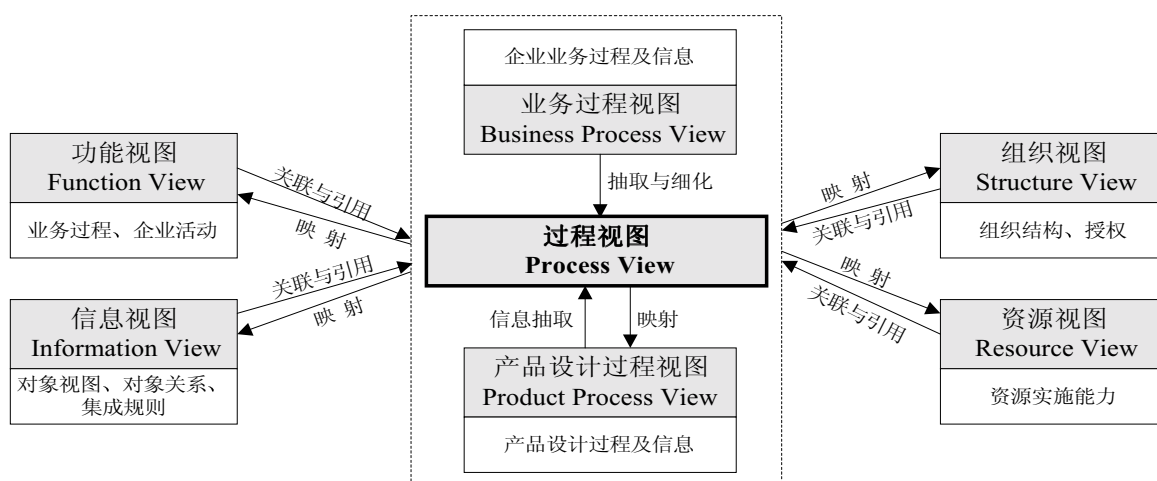 企业业务过程及信息
业务过程视图
Business Process View
抽取与细化
功能视图
Function View
业务过程、企业活动
关联与引用
映 射
信息视图
Information View
对象视图、对象关系、
集成规则
关联与引用
映 射
过程视图
Process View
信息抽取
映射
产品设计过程视图
Product Process View
产品设计过程及信息
映 射
关联与引用
组织视图
Structure View
组织结构、授权
映 射
关联与引用
资源视图
Resource View
资源实施能力